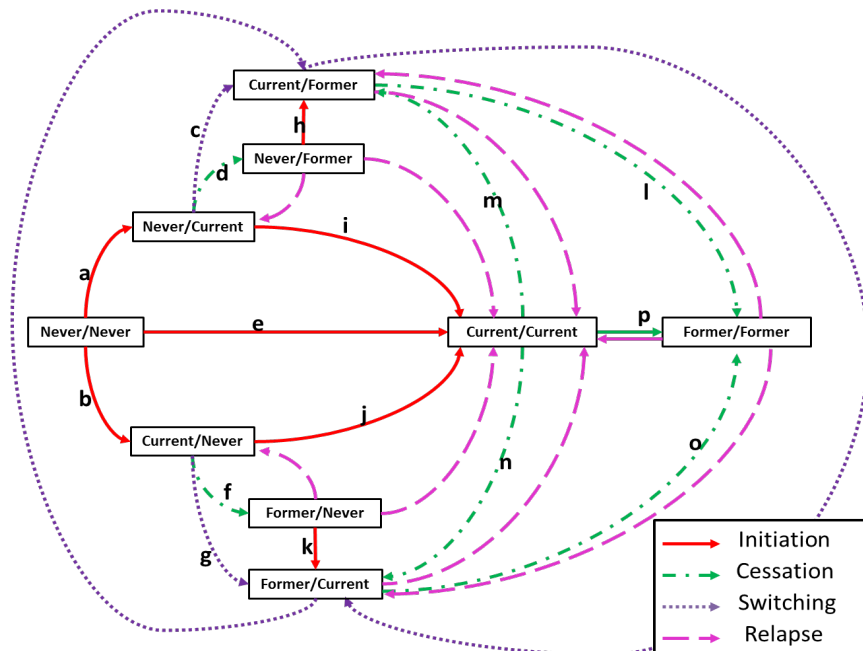 Current/Former
c
h
Never/Former
d
m
l
Never/Current
i
a
e
p
Never/Never
Current/Current
Former/Former
b
j
Current/Never
o
f
n
Former/Never
g
k
Former/Current
Initiation
Cessation
Switching
Relapse